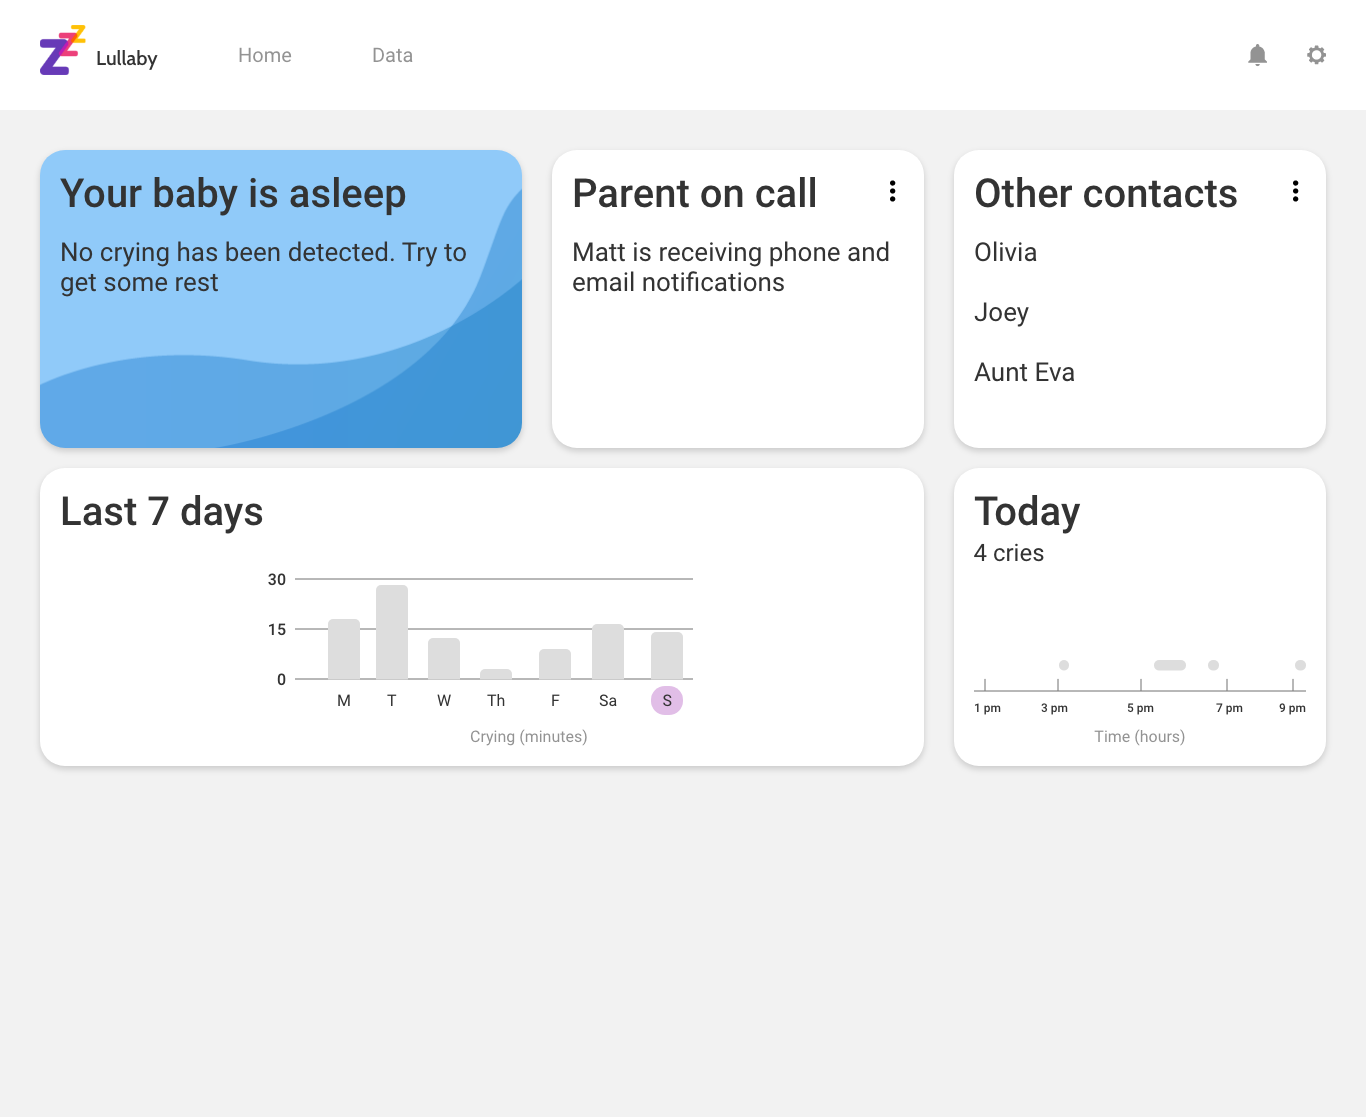 Lullaby
Home
Data
Your baby is asleep
No crying has been detected. Try to
get some rest
Parent on call
Matt is receiving phone and
email notifications
Other contacts
Olivia
Joey
Aunt Eva
Last 7 days
30
15
0
M T W Th F Sa S
Crying (minutes)
Today
4 cries
1 pm 3 pm 5 pm 7 pm 9 pm
Time (hours)